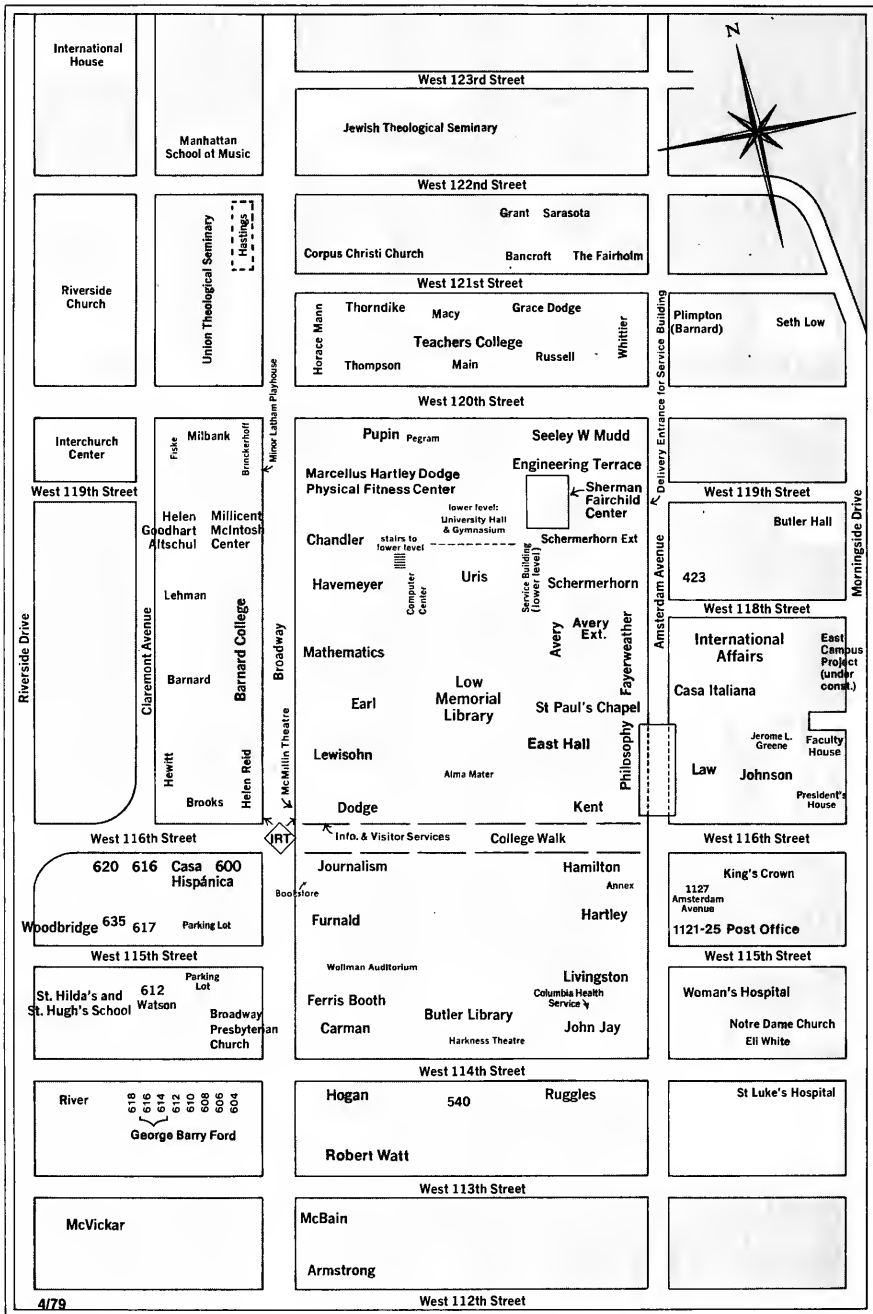 International
House
N
West 123rd Street
Manhattan
School of Music
Jewish Theological Seminary
West 122nd Street
Riverside
Church
Union Theological Seminary
Hastings
Grant Sarasota
Corpus Christi Church
Bancroft The Fairholm
West 121st Street
Horace Mann
Thorndike
Macy
Grace Dodge
Teachers College
Thompson
Main
Russell
Whittier
Plimpton
(Barnard)
Seth Low
Minor Latham Playhouse
Delivery Entrance for Service Building
West 120th Street
Interchurch
Center
Fiske
Milbank
Brinckerhoff
Pupin Pegram
Seeley W Mudd
Engineering Terrace
Marcellus Hartley Dodge
Physical Fitness Center
Sherman
Fairchild
Center
West 119th Street
West 119th Street
Helen
Goodhart
Altschul
Millicent
McIntosh
Center
lower level:
University Hall
& Gymnasium
Chandler
stairs to
lower level
Schermerhorn Ext
Butler Hall
Havemeyer
Computer
Center
Uris
Service Building
(lower level)
Schermerhorn
423
Lehman
West 118th Street
Riverside Drive
Claremont Avenue
Barnard College
Broadway
Amsterdam Avenue
Morningside Drive
Mathematics
Avery
Avery
Ext.
Fayerweather
International
Affairs
East
Campus
Project
(under
const.)
Barnard
Earl
Low
Memorial
Library
St Paul's Chapel
Casa Italiana
Hewitt
Helen Reid
McMillin Theatre
Lewisohn
East Hall
Philosophy
Alma Mater
Law
Jerome L.
Greene
Johnson
Faculty
House
President's
House
Brooks
Dodge
Kent
West 116th Street
IRT
Info. & Visitor Services
College Walk
West 116th Street
620 616 Casa 600
Hispánica
Journalism
Hamilton
King's Crown
Bookstore
Annex
1127
Amsterdam
Avenue
Woodbridge 635 617 Parking Lot
Furnald
Hartley
1121-25 Post Office
West 115th Street
West 115th Street
Wollman Auditorium
St. Hilda's and
St. Hugh's School
612
Watson
Parking
Lot
Broadway
Presbyterian
Church
Livingston
Columbia Health
Service
Woman's Hospital
Ferris Booth
Carman
Butler Library
Harkness Theatre
John Jay
Notre Dame Church
Eli White
West 114th Street
River
618
616
614
612
610
608
606
604
George Barry Ford
Hogan
540
Ruggles
St Luke's Hospital
Robert Watt
West 113th Street
McVickar
McBain
Armstrong
4/79
West 112th Street